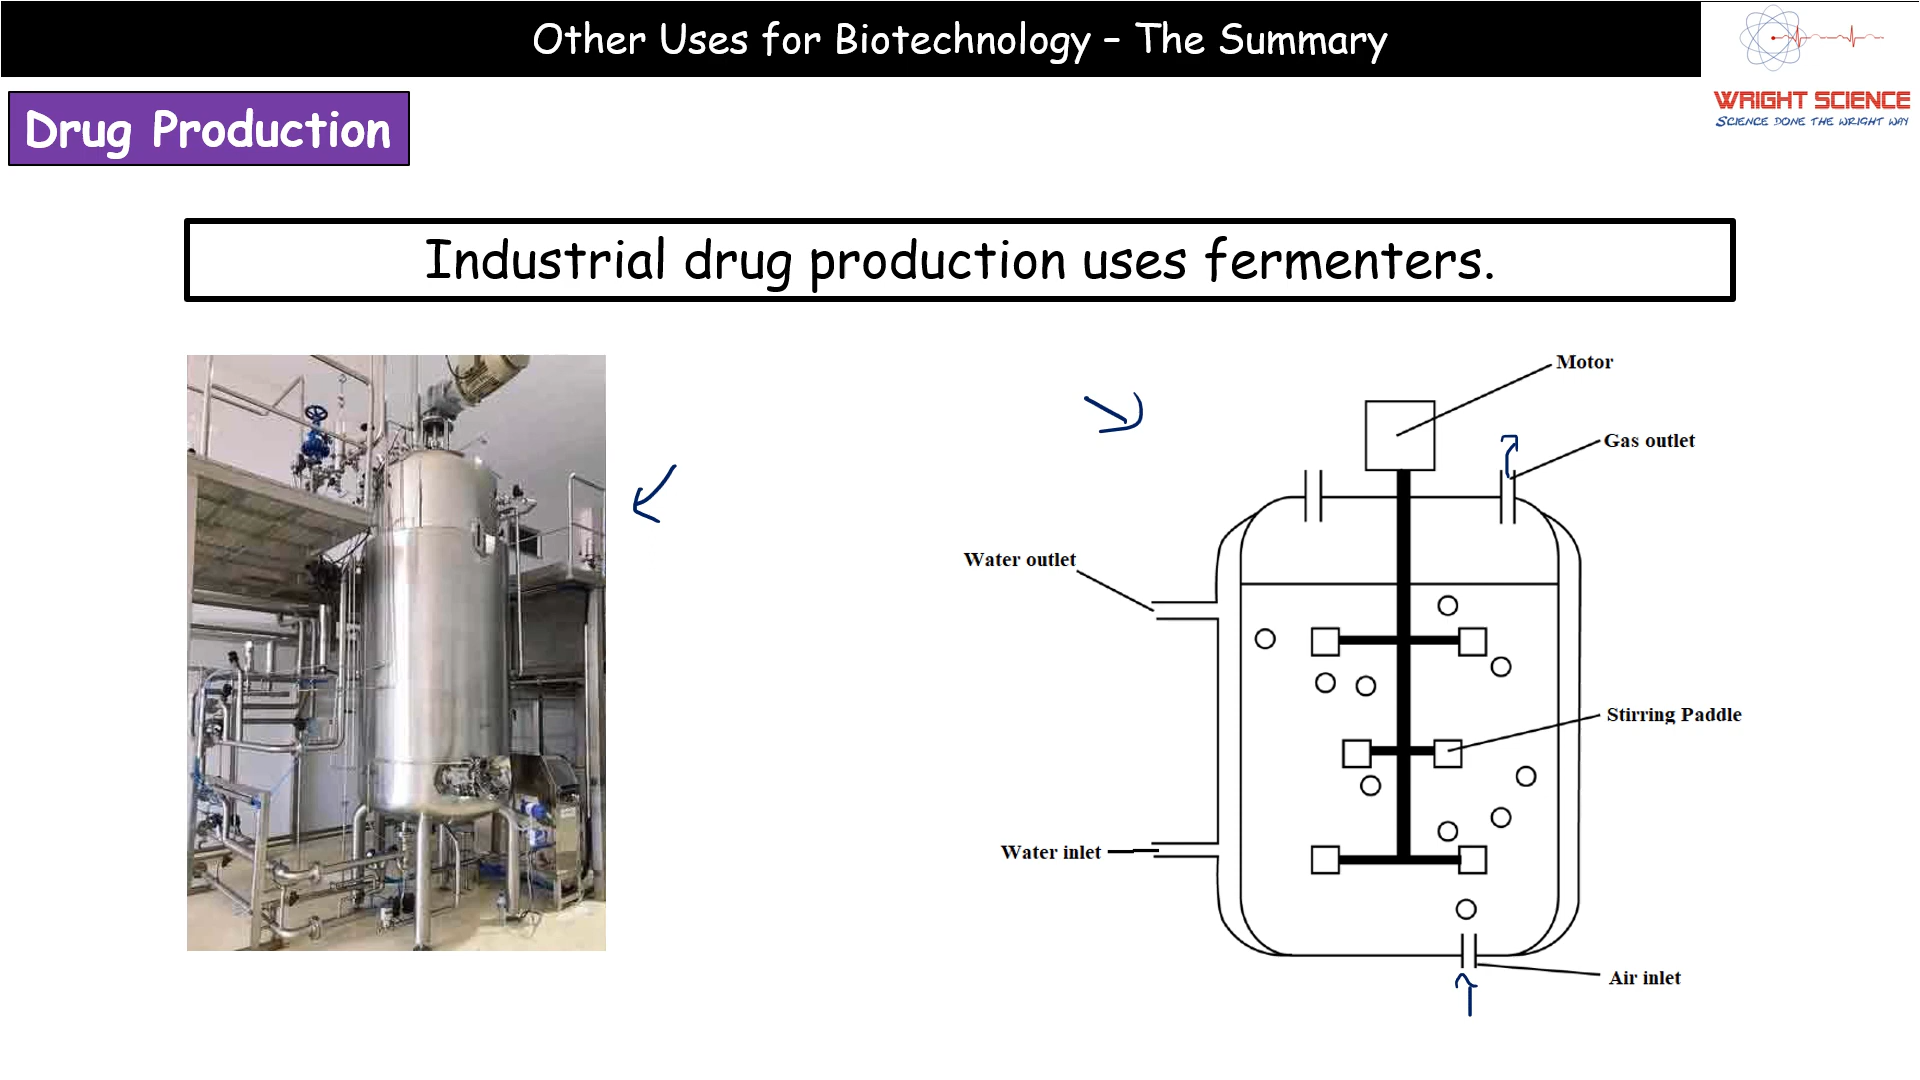 Other Uses for Biotechnology – The Summary
WRIGHT SCIENCE
SCIENCE DONE THE WRIGHT WAY
Drug Production
Industrial drug production uses fermenters.
Motor
Gas outlet
Water outlet
Stirring Paddle
Water inlet
Air inlet